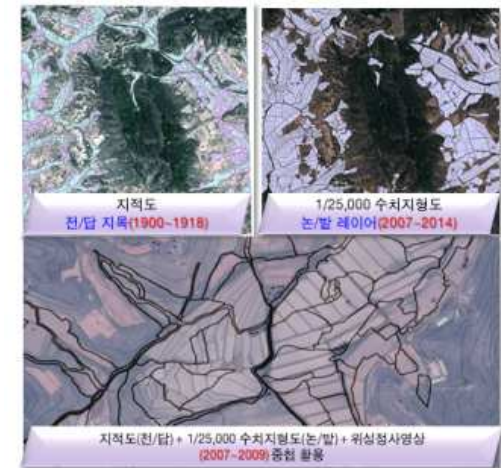 지적도
전/답 지목(1900~1918)
1/25,000 수치지형도
논/밭 레이어(2007~2014)
지적도(전/답) + 1/25,000 수치지형도(논/밭) + 위성정사영상
(2007~2009) 중첩 활용